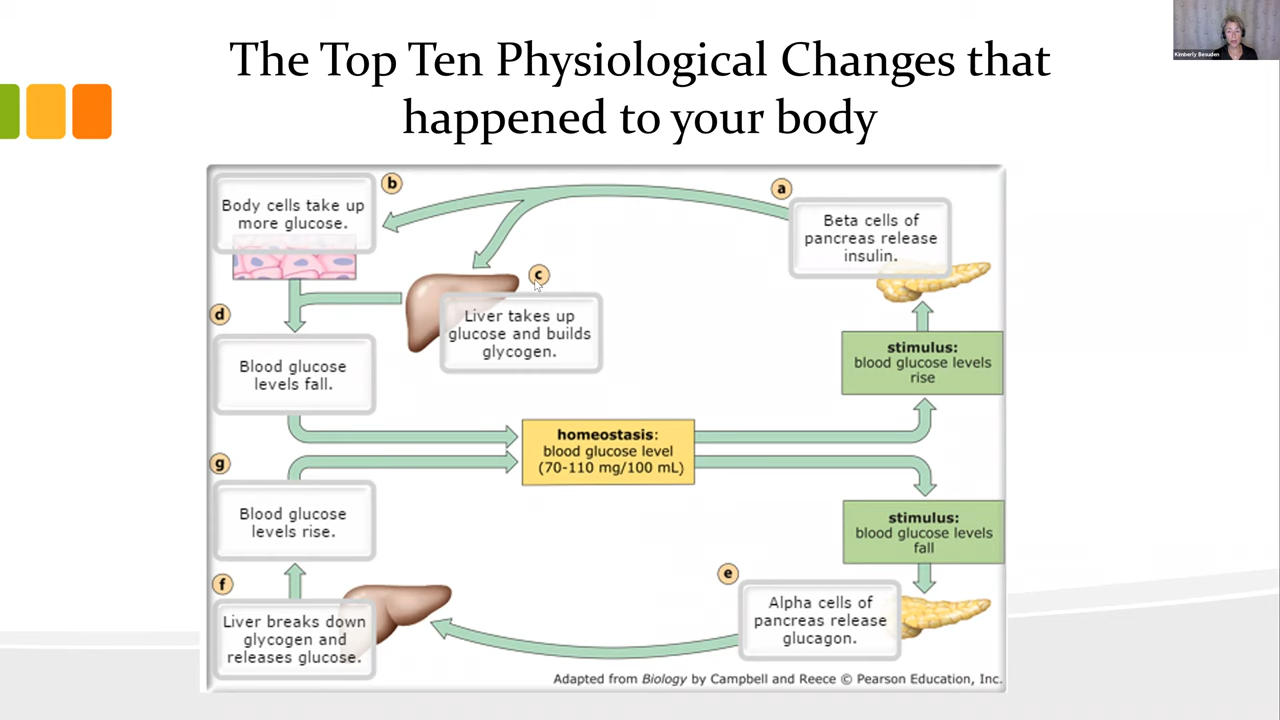 The Top Ten Physiological Changes that
happened to your body
Kimberly Besuden
b
Body cells take up
more glucose.
a
Beta cells of
pancreas release
insulin.
c
Liver takes up
glucose and builds
glycogen.
d
Blood glucose
levels fall.
stimulus:
blood glucose levels
rise
homeostasis:
blood glucose level
(70-110 mg/100 mL)
g
Blood glucose
levels rise.
stimulus:
blood glucose levels
fall
f
Liver breaks down
glycogen and
releases glucose.
e
Alpha cells of
pancreas release
glucagon.
Adapted from Biology by Campbell and Reece © Pearson Education, Inc.